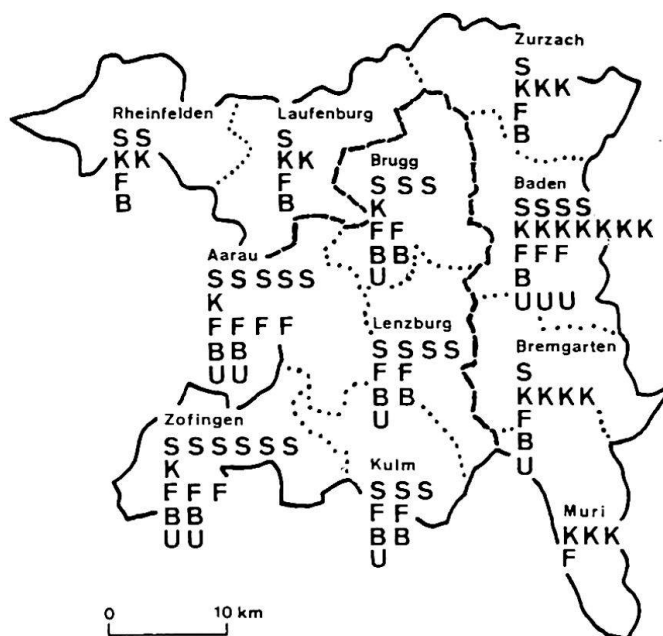 Zurzach
S
KKK
F
B
Rheinfelden
SS
KK
F
B
Laufenburg
S
KK
F
B
Brugg
S S S
K
F F
B B
U
Baden
SSSS
KKKKKKK
FFF
B
UUU
Aarau
S S S S S
K
F F F F
B B
U U
Lenzburg
S S S S
F F
B B
U
Bremgarten
S
KKKK
F
B
U
Zofingen
S S S S S S
K
F F F
B B
U U
Kulm
S S S
F F
B B
U
Muri
KKK
F
0 10 km